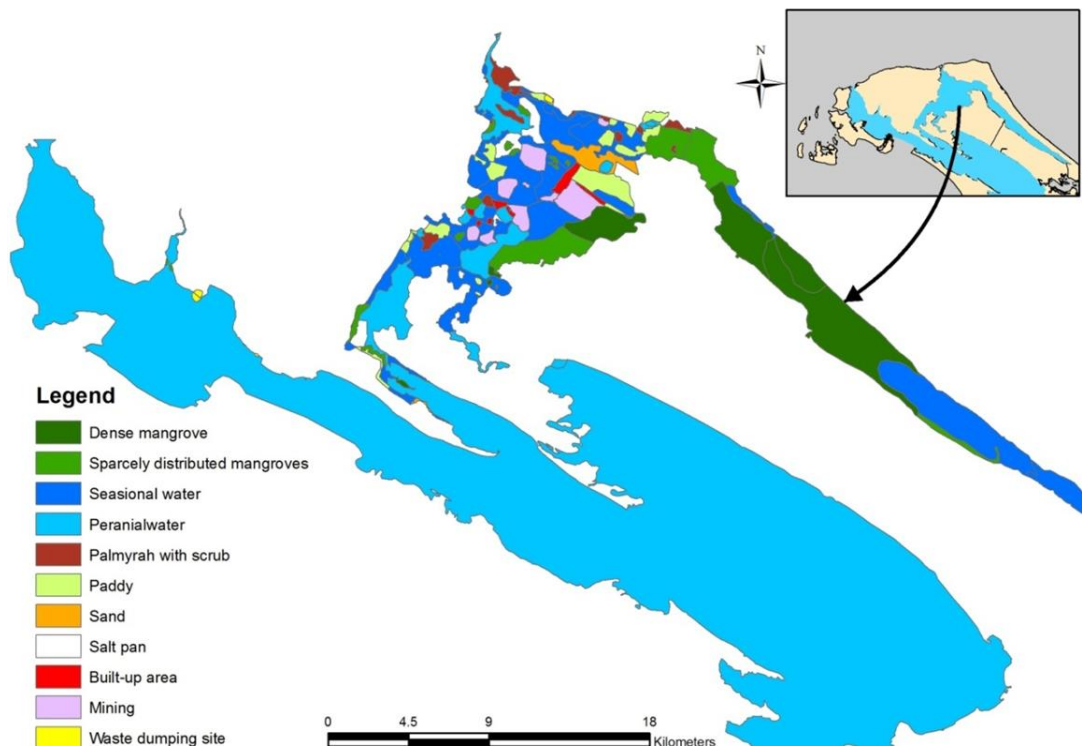 N
Legend
Dense mangrove
Sparcely distributed mangroves
Seasional water
Peranialwater
Palmyrah with scrub
Paddy
Sand
Salt pan
Built-up area
Mining
Waste dumping site
0 4.5 9 18
Kilometers